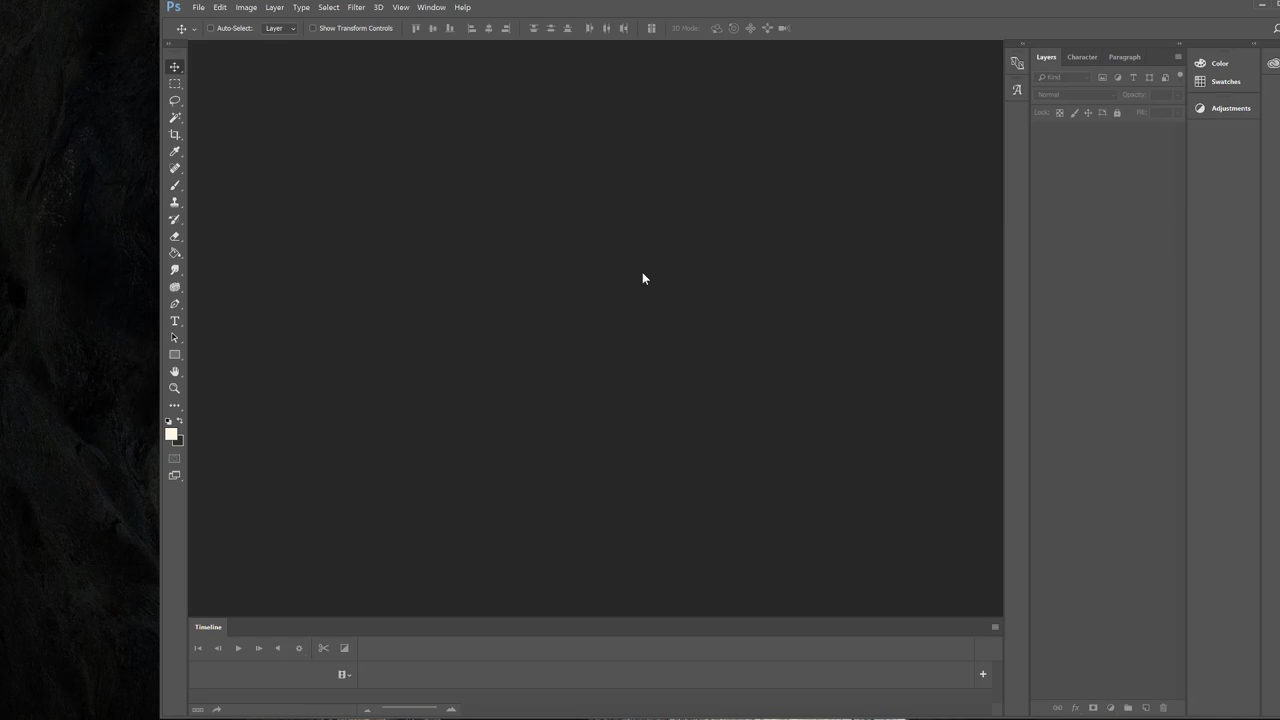 Ps File Edit Image Layer Type Select Filter 3D View Window Help
Auto-Select: Layer Show Transform Controls 3D Mode:
Layers Character Paragraph
Color
Kind
Swatches
Normal Opacity:
Adjustments
Lock: Fill:
Timeline